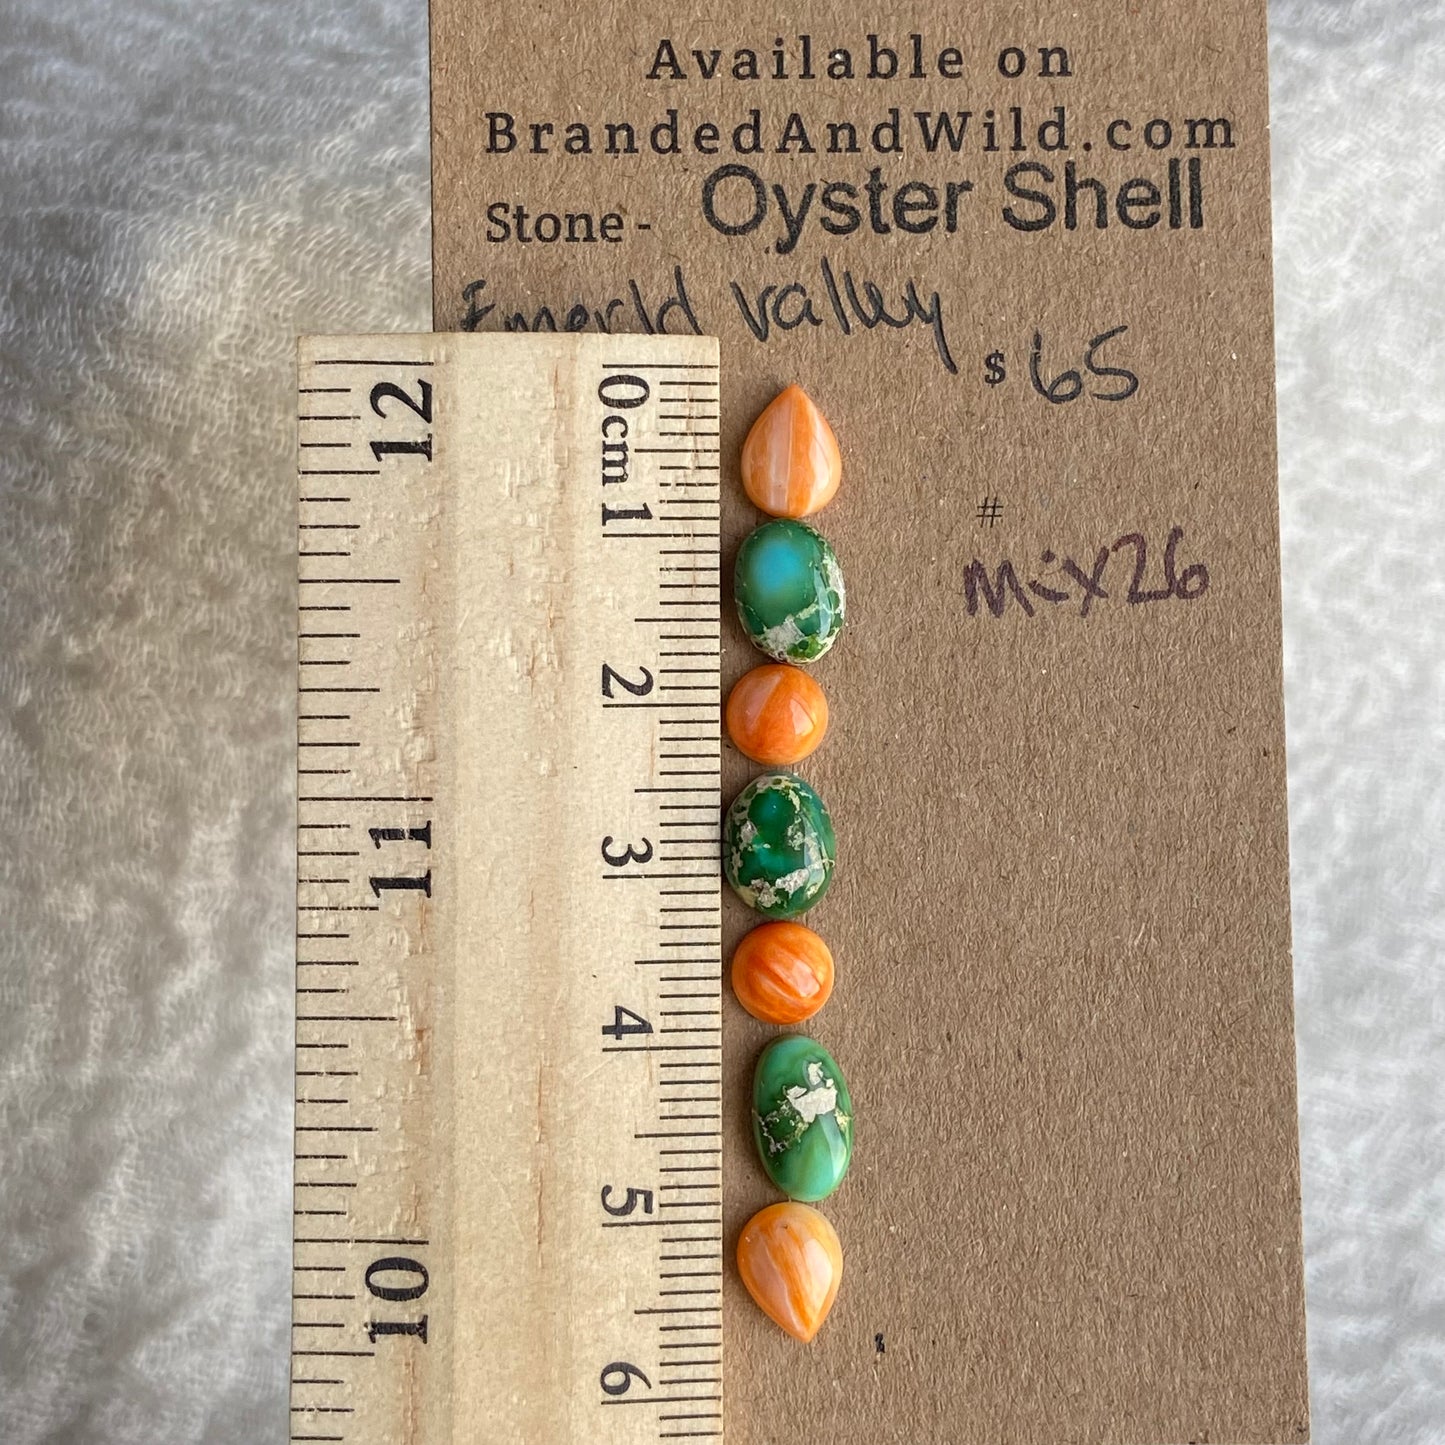 Available on
BrandedAndWild.com
Stone - Oyster Shell
Emerld Valley
$ 65
#
Mix26
12
11
10
0cm 1
2
3
4
5
6